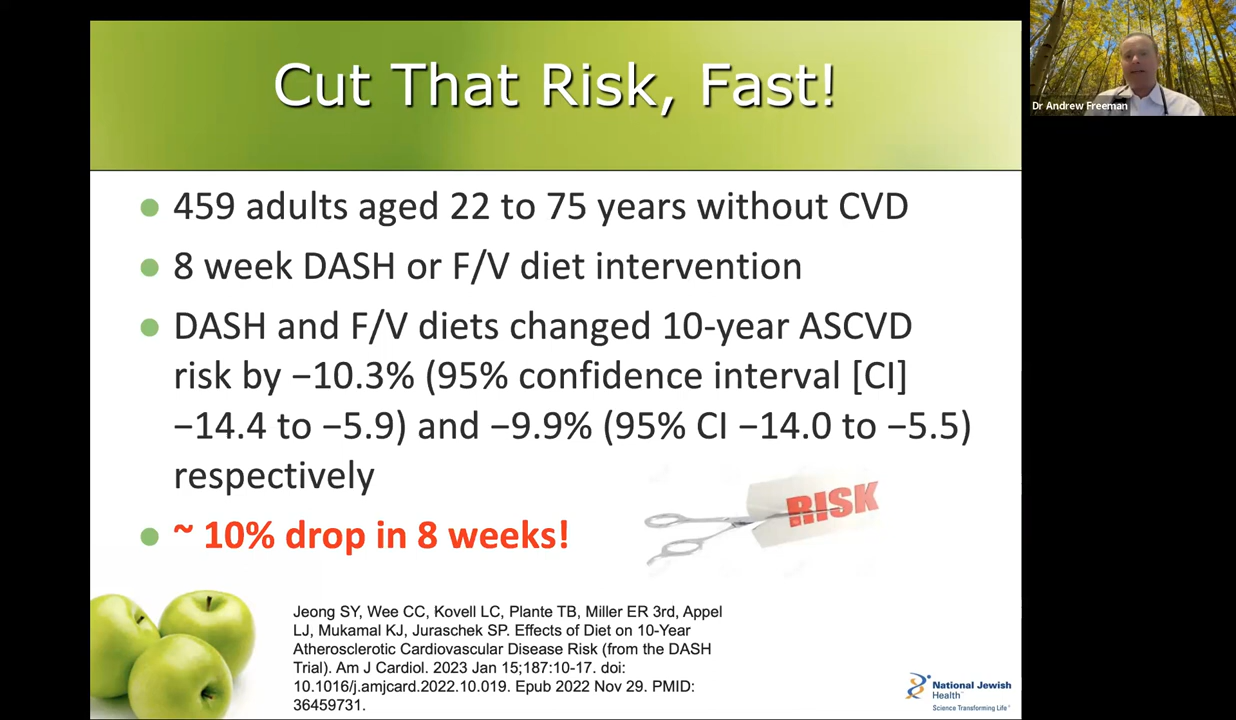 Cut That Risk, Fast!
Dr Andrew Freeman
459 adults aged 22 to 75 years without CVD
8 week DASH or F/V diet intervention
DASH and F/V diets changed 10-year ASCVD
risk by −10.3% (95% confidence interval [CI]
−14.4 to −5.9) and −9.9% (95% CI −14.0 to −5.5)
respectively
~ 10% drop in 8 weeks!
RISK
Jeong SY, Wee CC, Kovell LC, Plante TB, Miller ER 3rd, Appel
LJ, Mukamal KJ, Juraschek SP. Effects of Diet on 10-Year
Atherosclerotic Cardiovascular Disease Risk (from the DASH
Trial). Am J Cardiol. 2023 Jan 15;187:10-17. doi:
10.1016/j.amjcard.2022.10.019. Epub 2022 Nov 29. PMID:
36459731.
National Jewish
Health™
Science Transforming Life®